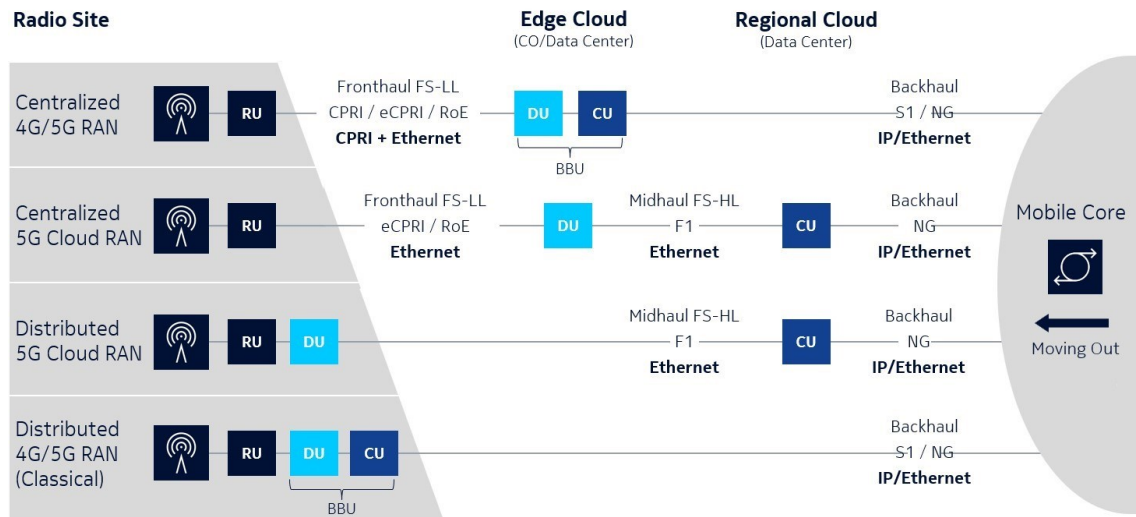 Radio Site
Edge Cloud
(CO/Data Center)
Regional Cloud
(Data Center)
Centralized
4G/5G RAN
RU
Fronthaul FS-LL
CPRI / eCPRI / RoE
CPRI + Ethernet
DU
CU
BBU
Backhaul
S1 / NG
IP/Ethernet
Centralized
5G Cloud RAN
RU
Fronthaul FS-LL
eCPRI / RoE
Ethernet
DU
Midhaul FS-HL
F1
Ethernet
CU
Backhaul
NG
IP/Ethernet
Distributed
5G Cloud RAN
RU
DU
Midhaul FS-HL
F1
Ethernet
CU
Backhaul
NG
IP/Ethernet
Distributed
4G/5G RAN
(Classical)
RU
DU
CU
BBU
Backhaul
S1 / NG
IP/Ethernet
Mobile Core
Moving Out